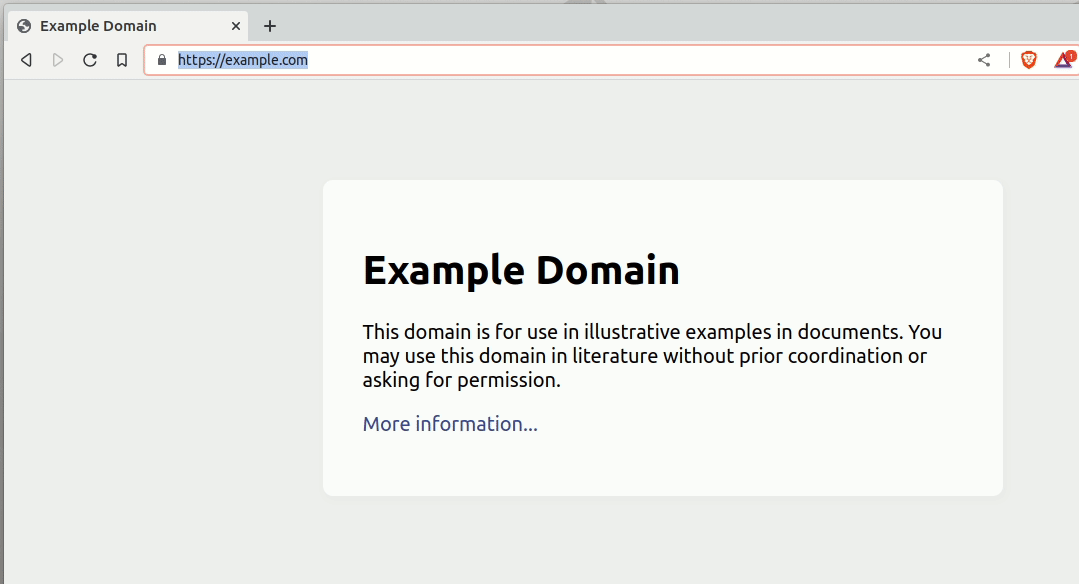 Example Domain
https://example.com
1
Example Domain
This domain is for use in illustrative examples in documents. You
may use this domain in literature without prior coordination or
asking for permission.
More information...